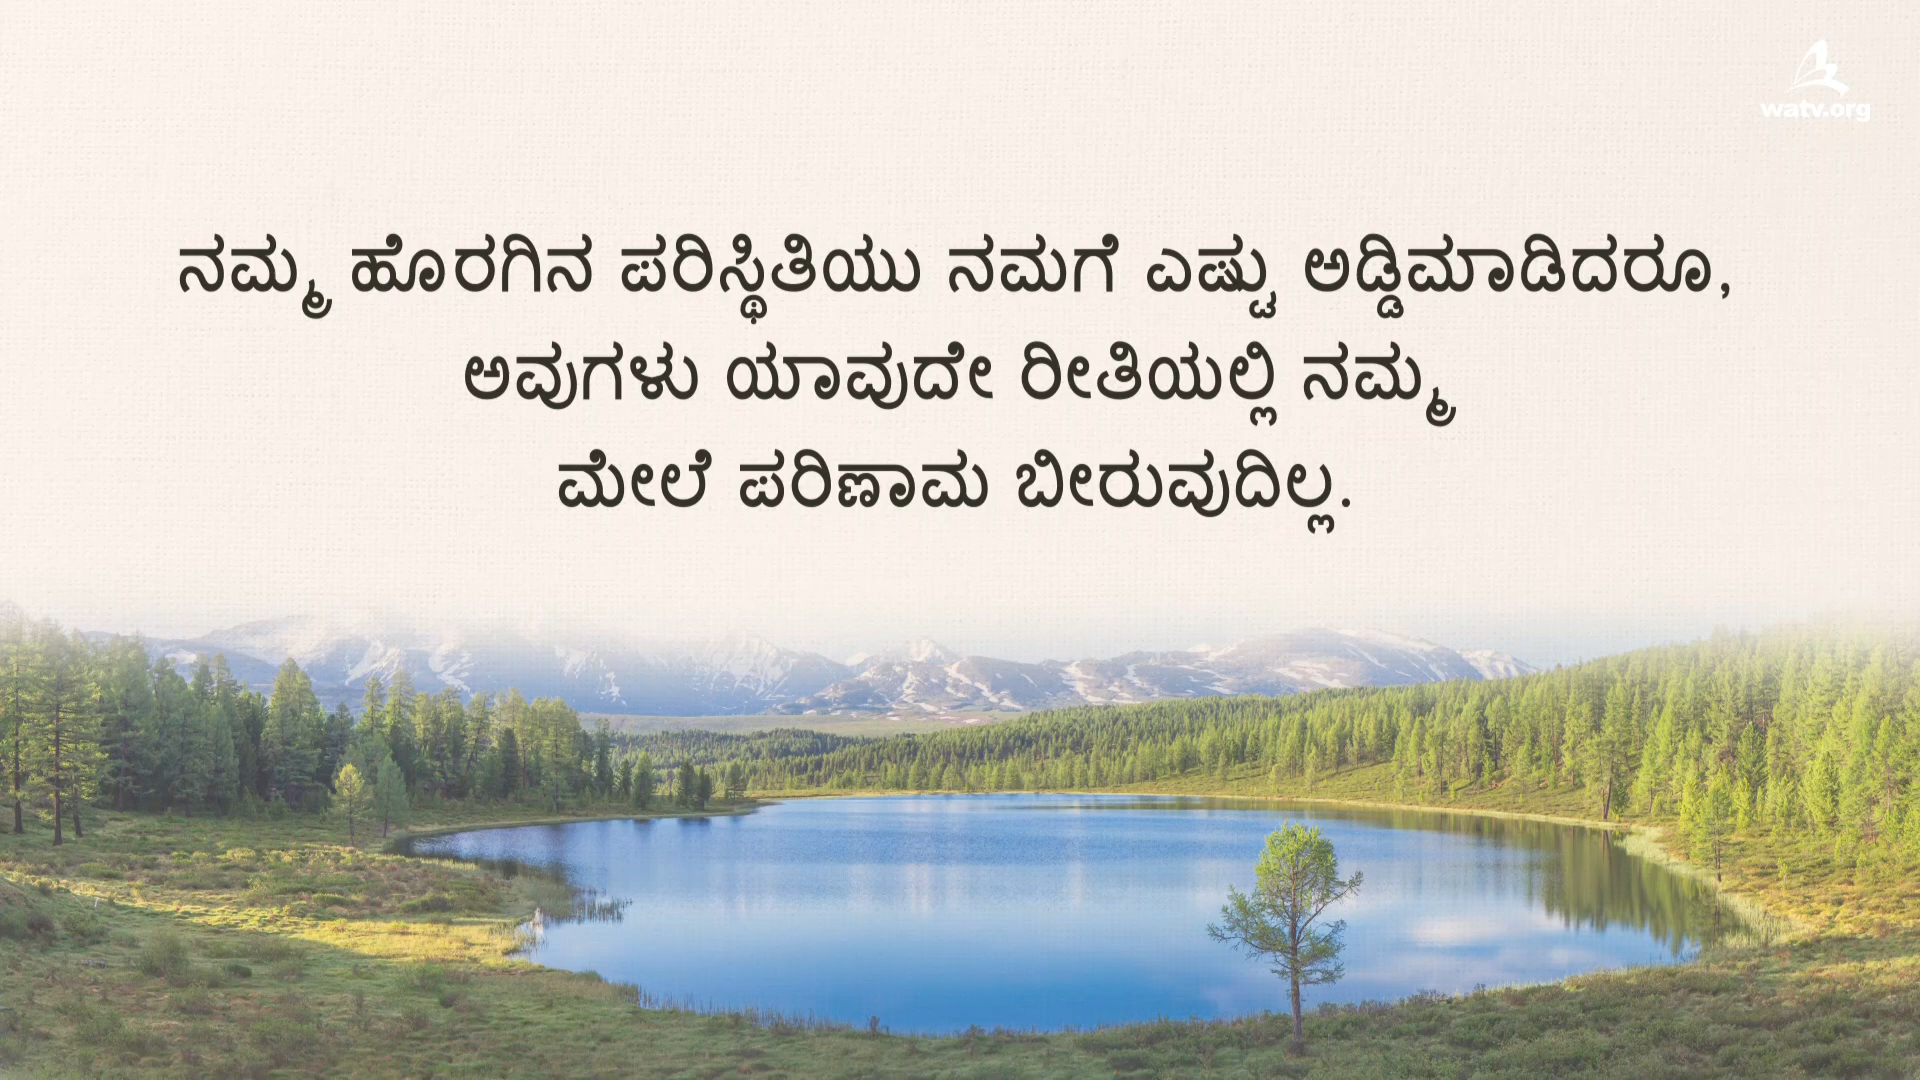 watv.org
ನಮ್ಮ ಹೊರಗಿನ ಪರಿಸ್ಥಿತಿಯು ನಮಗೆ ಎಷ್ಟು ಅಡ್ಡಿಮಾಡಿದರೂ,
ಅವುಗಳು ಯಾವುದೇ ರೀತಿಯಲ್ಲಿ ನಮ್ಮ
ಮೇಲೆ ಪರಿಣಾಮ ಬೀರುವುದಿಲ್ಲ.